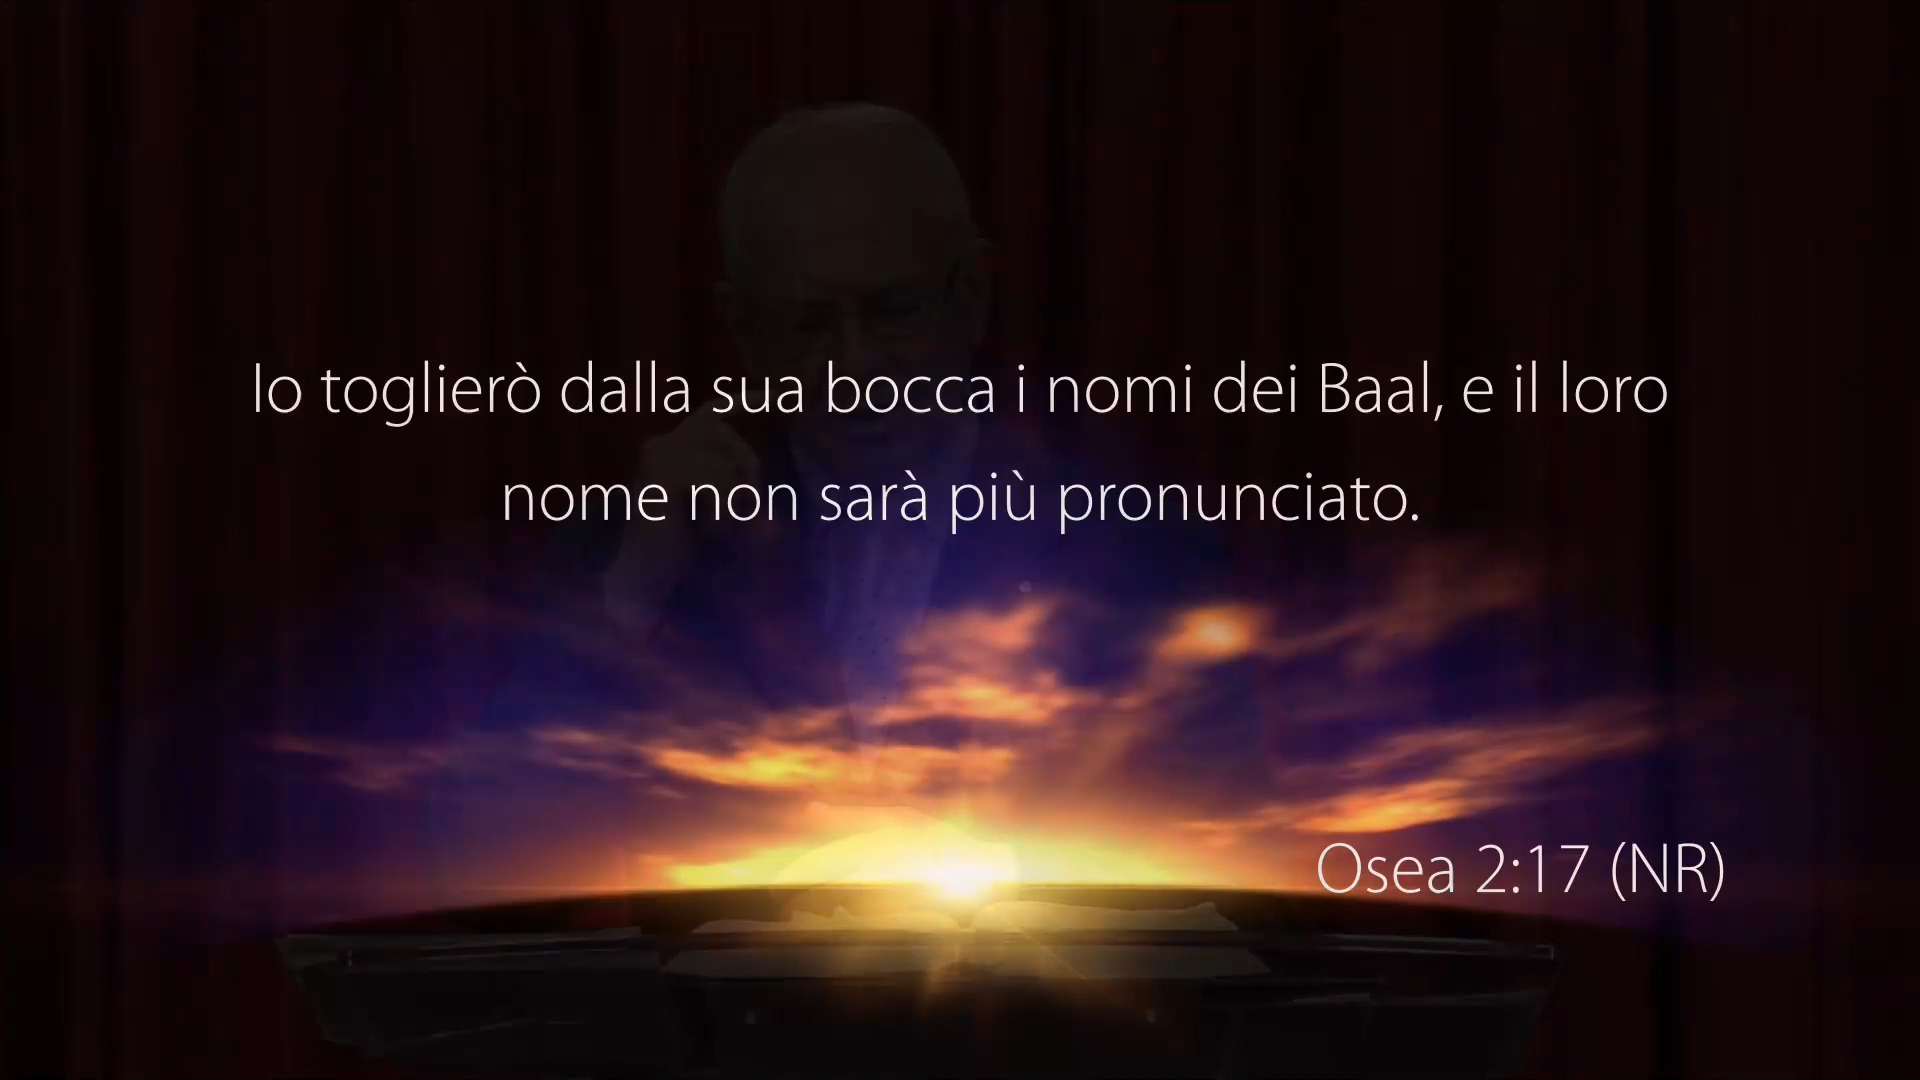 Io toglierò dalla sua bocca i nomi dei Baal, e il loro
nome non sarà più pronunciato.
Osea 2:17 (NR)